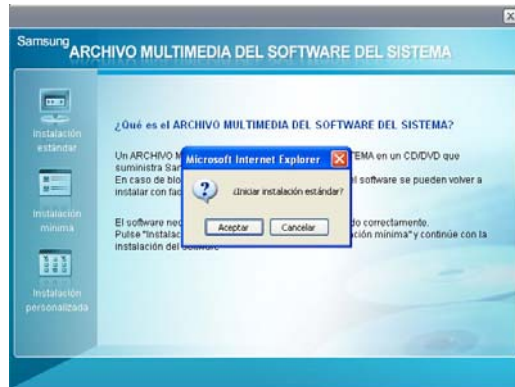 Samsung ARCHIVO MULTIMEDIA DEL SOFTWARE DEL SISTEMA
Instalación
estándar
Instalación
mínima
Instalación
personalizada
¿Qué es el ARCHIVO MULTIMEDIA DEL SOFTWARE DEL SISTEMA?
Un ARCHIVO M TEMA en un CD/DVD que
suministra Sa
En caso de blo el software se pueden volver a
instalar con fac
El software nec do correctamente.
Pulse "Instalac ción mínima" y continúe con la
instalación del software
Microsoft Internet Explorer
¿Iniciar instalación estándar?
Aceptar
Cancelar